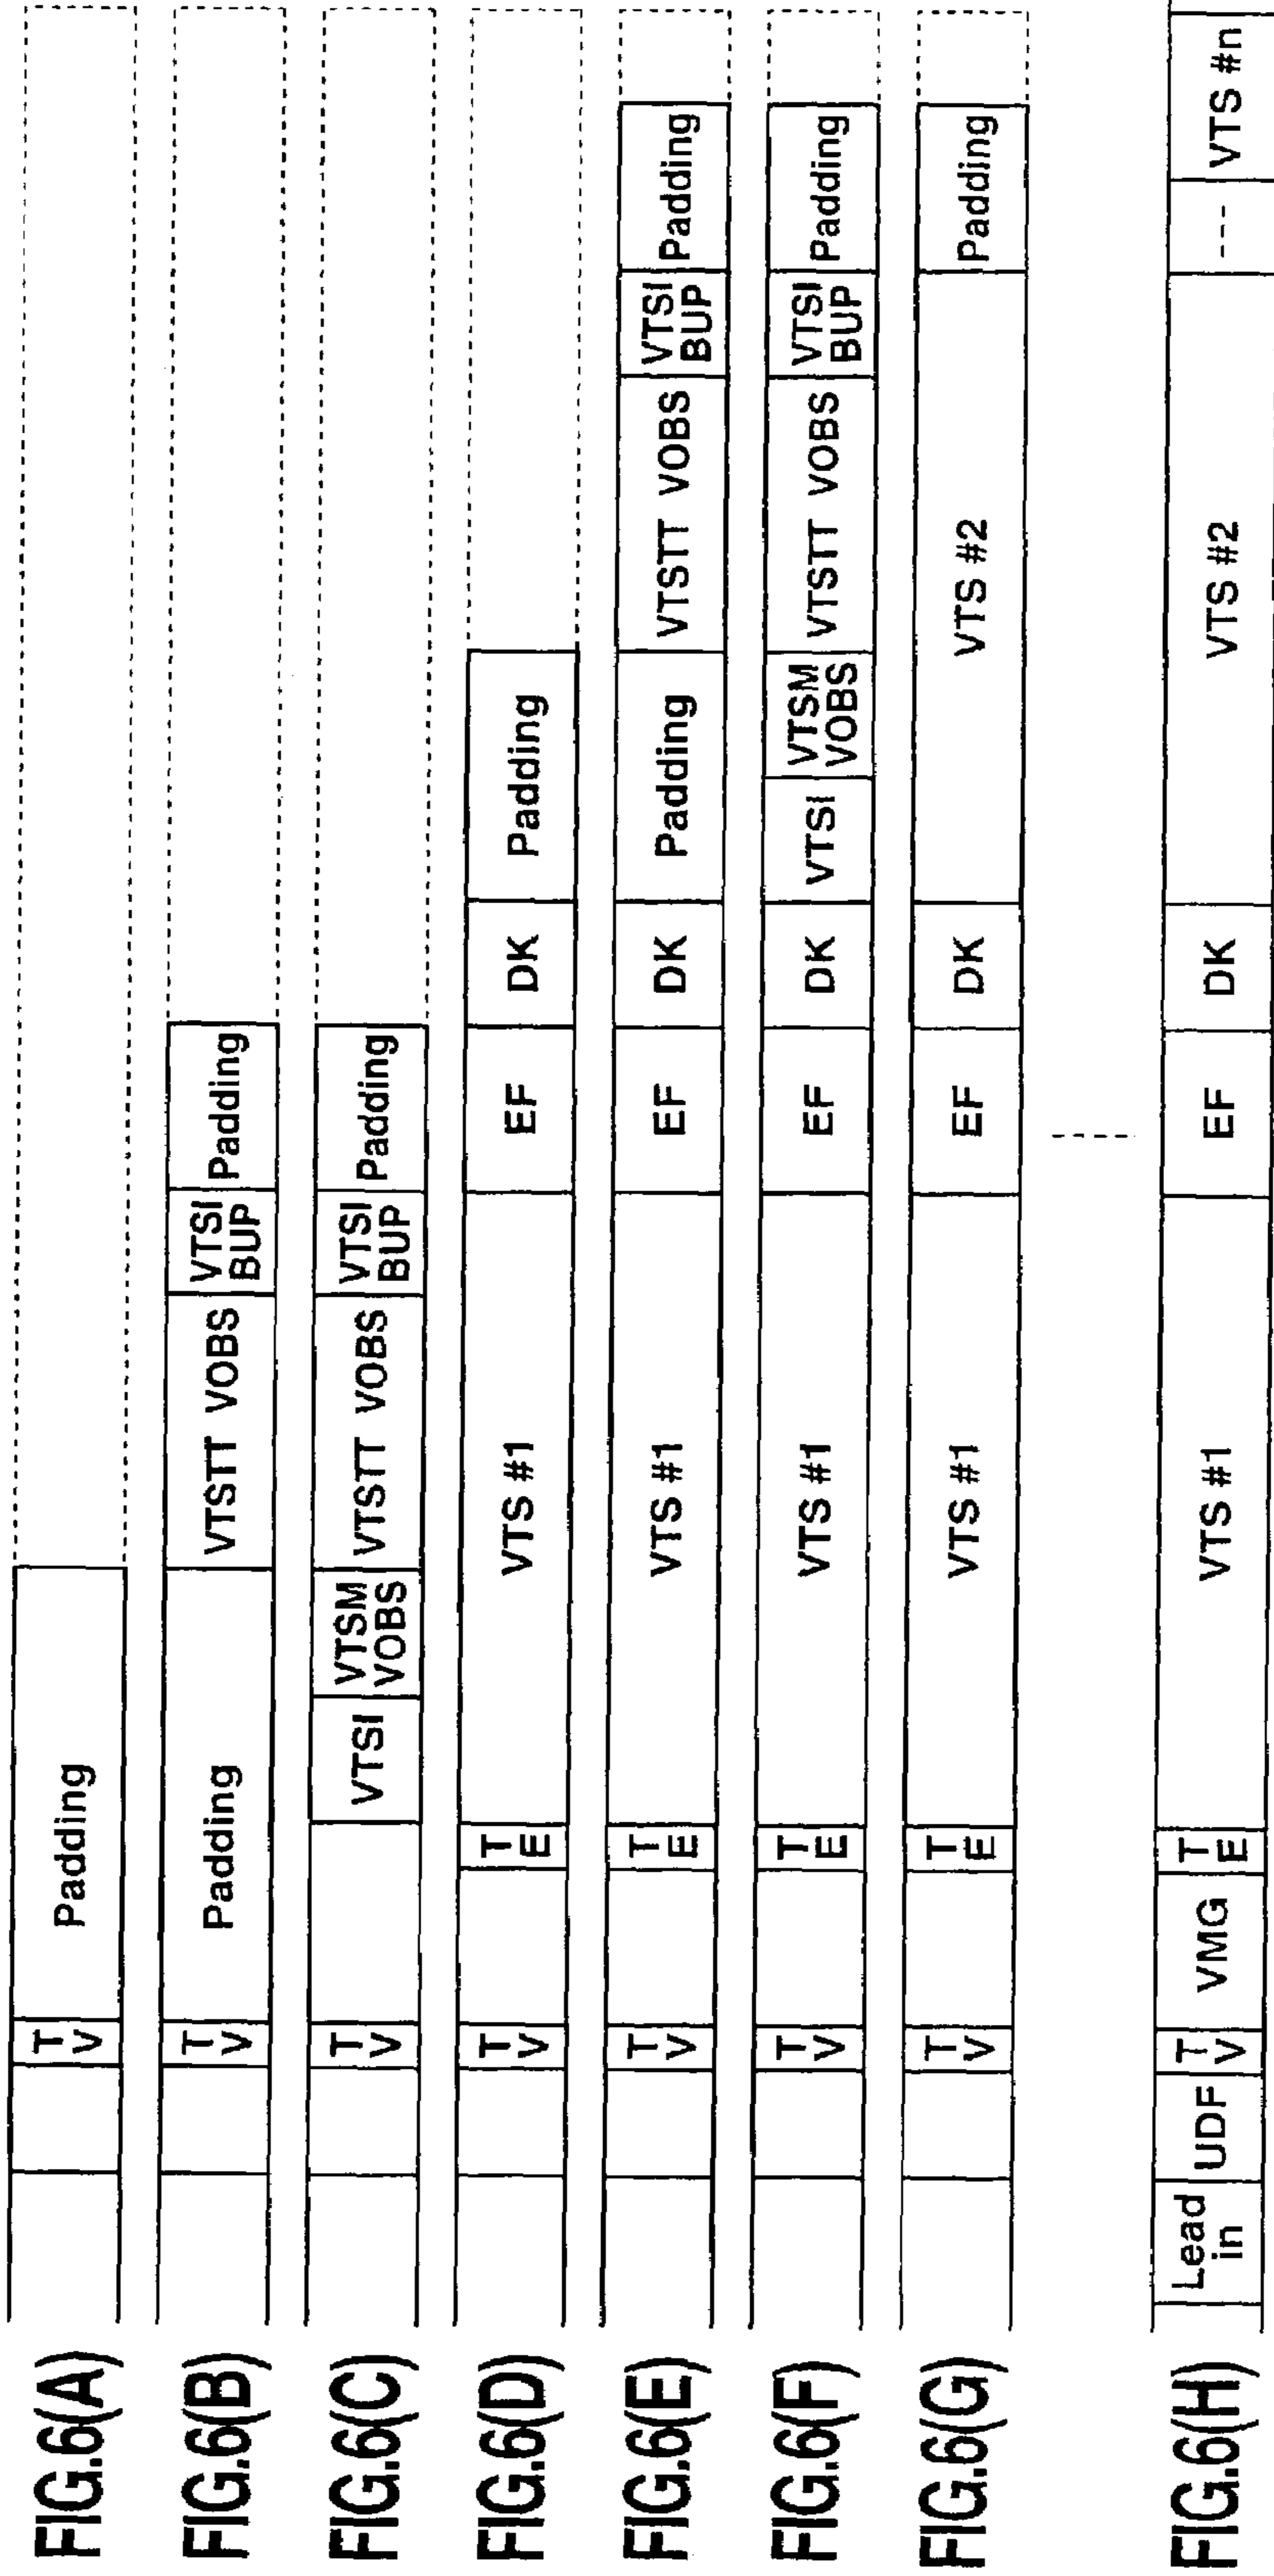 FIG.6(A)
T
V
Padding
FIG.6(B)
T
V
Padding
VTSTT VOBS
VTSI
BUP
Padding
FIG.6(C)
T
V
VTSI
VTSM
VOBS
VTSTT VOBS
VTSI
BUP
Padding
FIG.6(D)
T
V
T
E
VTS #1
EF
DK
Padding
FIG.6(E)
T
V
T
E
VTS #1
EF
DK
Padding
VTSTT VOBS
VTSI
BUP
Padding
FIG.6(F)
T
V
T
E
VTS #1
EF
DK
VTSI
VTSM
VOBS
VTSTT VOBS
VTSI
BUP
Padding
FIG.6(G)
T
V
T
E
VTS #1
EF
DK
VTS #2
Padding
FIG.6(H)
Lead
in
UDF
T
V
VMG
T
E
VTS #1
EF
DK
VTS #2
---
VTS #n